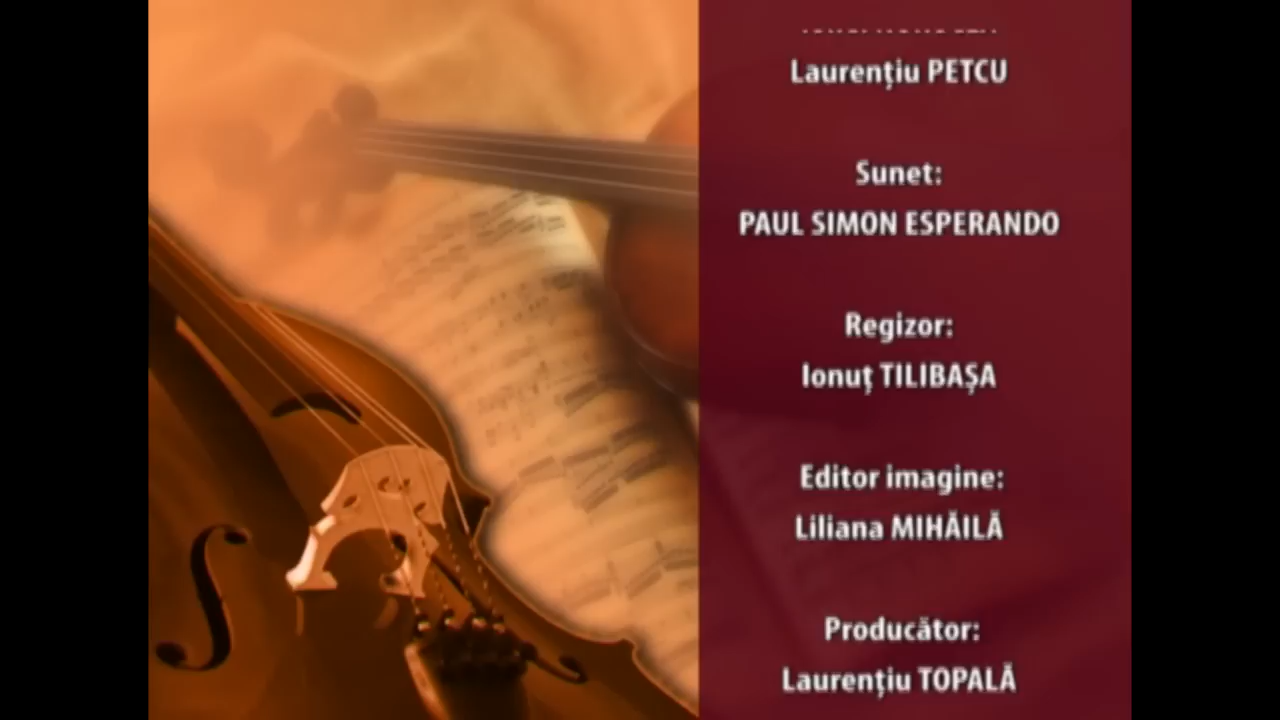 Laurențiu PETCU
Sunet:
PAUL SIMON ESPERANDO
Regizor:
Ionuț TILIBAȘA
Editor imagine:
Liliana MIHĂILĂ
Producător:
Laurențiu TOPALĂ